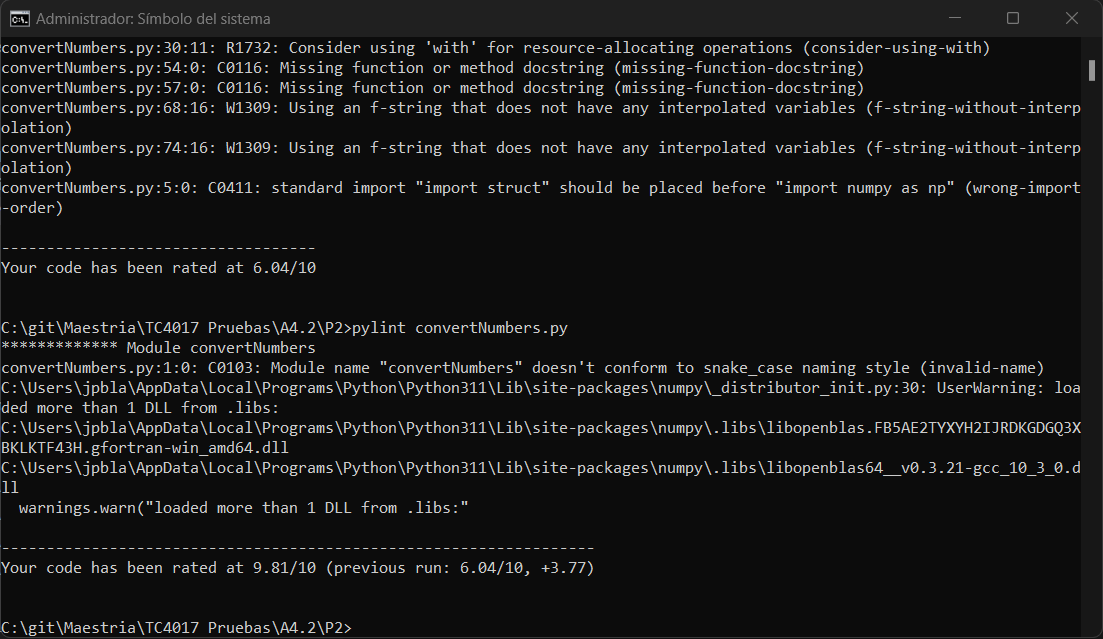 Administrador: Símbolo del sistema
convertNumbers.py:30:11: R1732: Consider using 'with' for resource-allocating operations (consider-using-with)
convertNumbers.py:54:0: C0116: Missing function or method docstring (missing-function-docstring)
convertNumbers.py:57:0: C0116: Missing function or method docstring (missing-function-docstring)
convertNumbers.py:68:16: W1309: Using an f-string that does not have any interpolated variables (f-string-without-interp
olation)
convertNumbers.py:74:16: W1309: Using an f-string that does not have any interpolated variables (f-string-without-interp
olation)
convertNumbers.py:5:0: C0411: standard import "import struct" should be placed before "import numpy as np" (wrong-import
-order)
-----------------------------------
Your code has been rated at 6.04/10
C:\git\Maestria\TC4017 Pruebas\A4.2\P2>pylint convertNumbers.py
************* Module convertNumbers
convertNumbers.py:1:0: C0103: Module name "convertNumbers" doesn't conform to snake_case naming style (invalid-name)
C:\Users\jpbla\AppData\Local\Programs\Python\Python311\Lib\site-packages\numpy\_distributor_init.py:30: UserWarning: loa
ded more than 1 DLL from .libs:
C:\Users\jpbla\AppData\Local\Programs\Python\Python311\Lib\site-packages\numpy\.libs\libopenblas.FB5AE2TYXYH2IJRDKGDGQ3X
BKLKTF43H.gfortran-win_amd64.dll
C:\Users\jpbla\AppData\Local\Programs\Python\Python311\Lib\site-packages\numpy\.libs\libopenblas64__v0.3.21-gcc_10_3_0.d
ll
  warnings.warn("loaded more than 1 DLL from .libs:"
------------------------------------------------------------------
Your code has been rated at 9.81/10 (previous run: 6.04/10, +3.77)
C:\git\Maestria\TC4017 Pruebas\A4.2\P2>